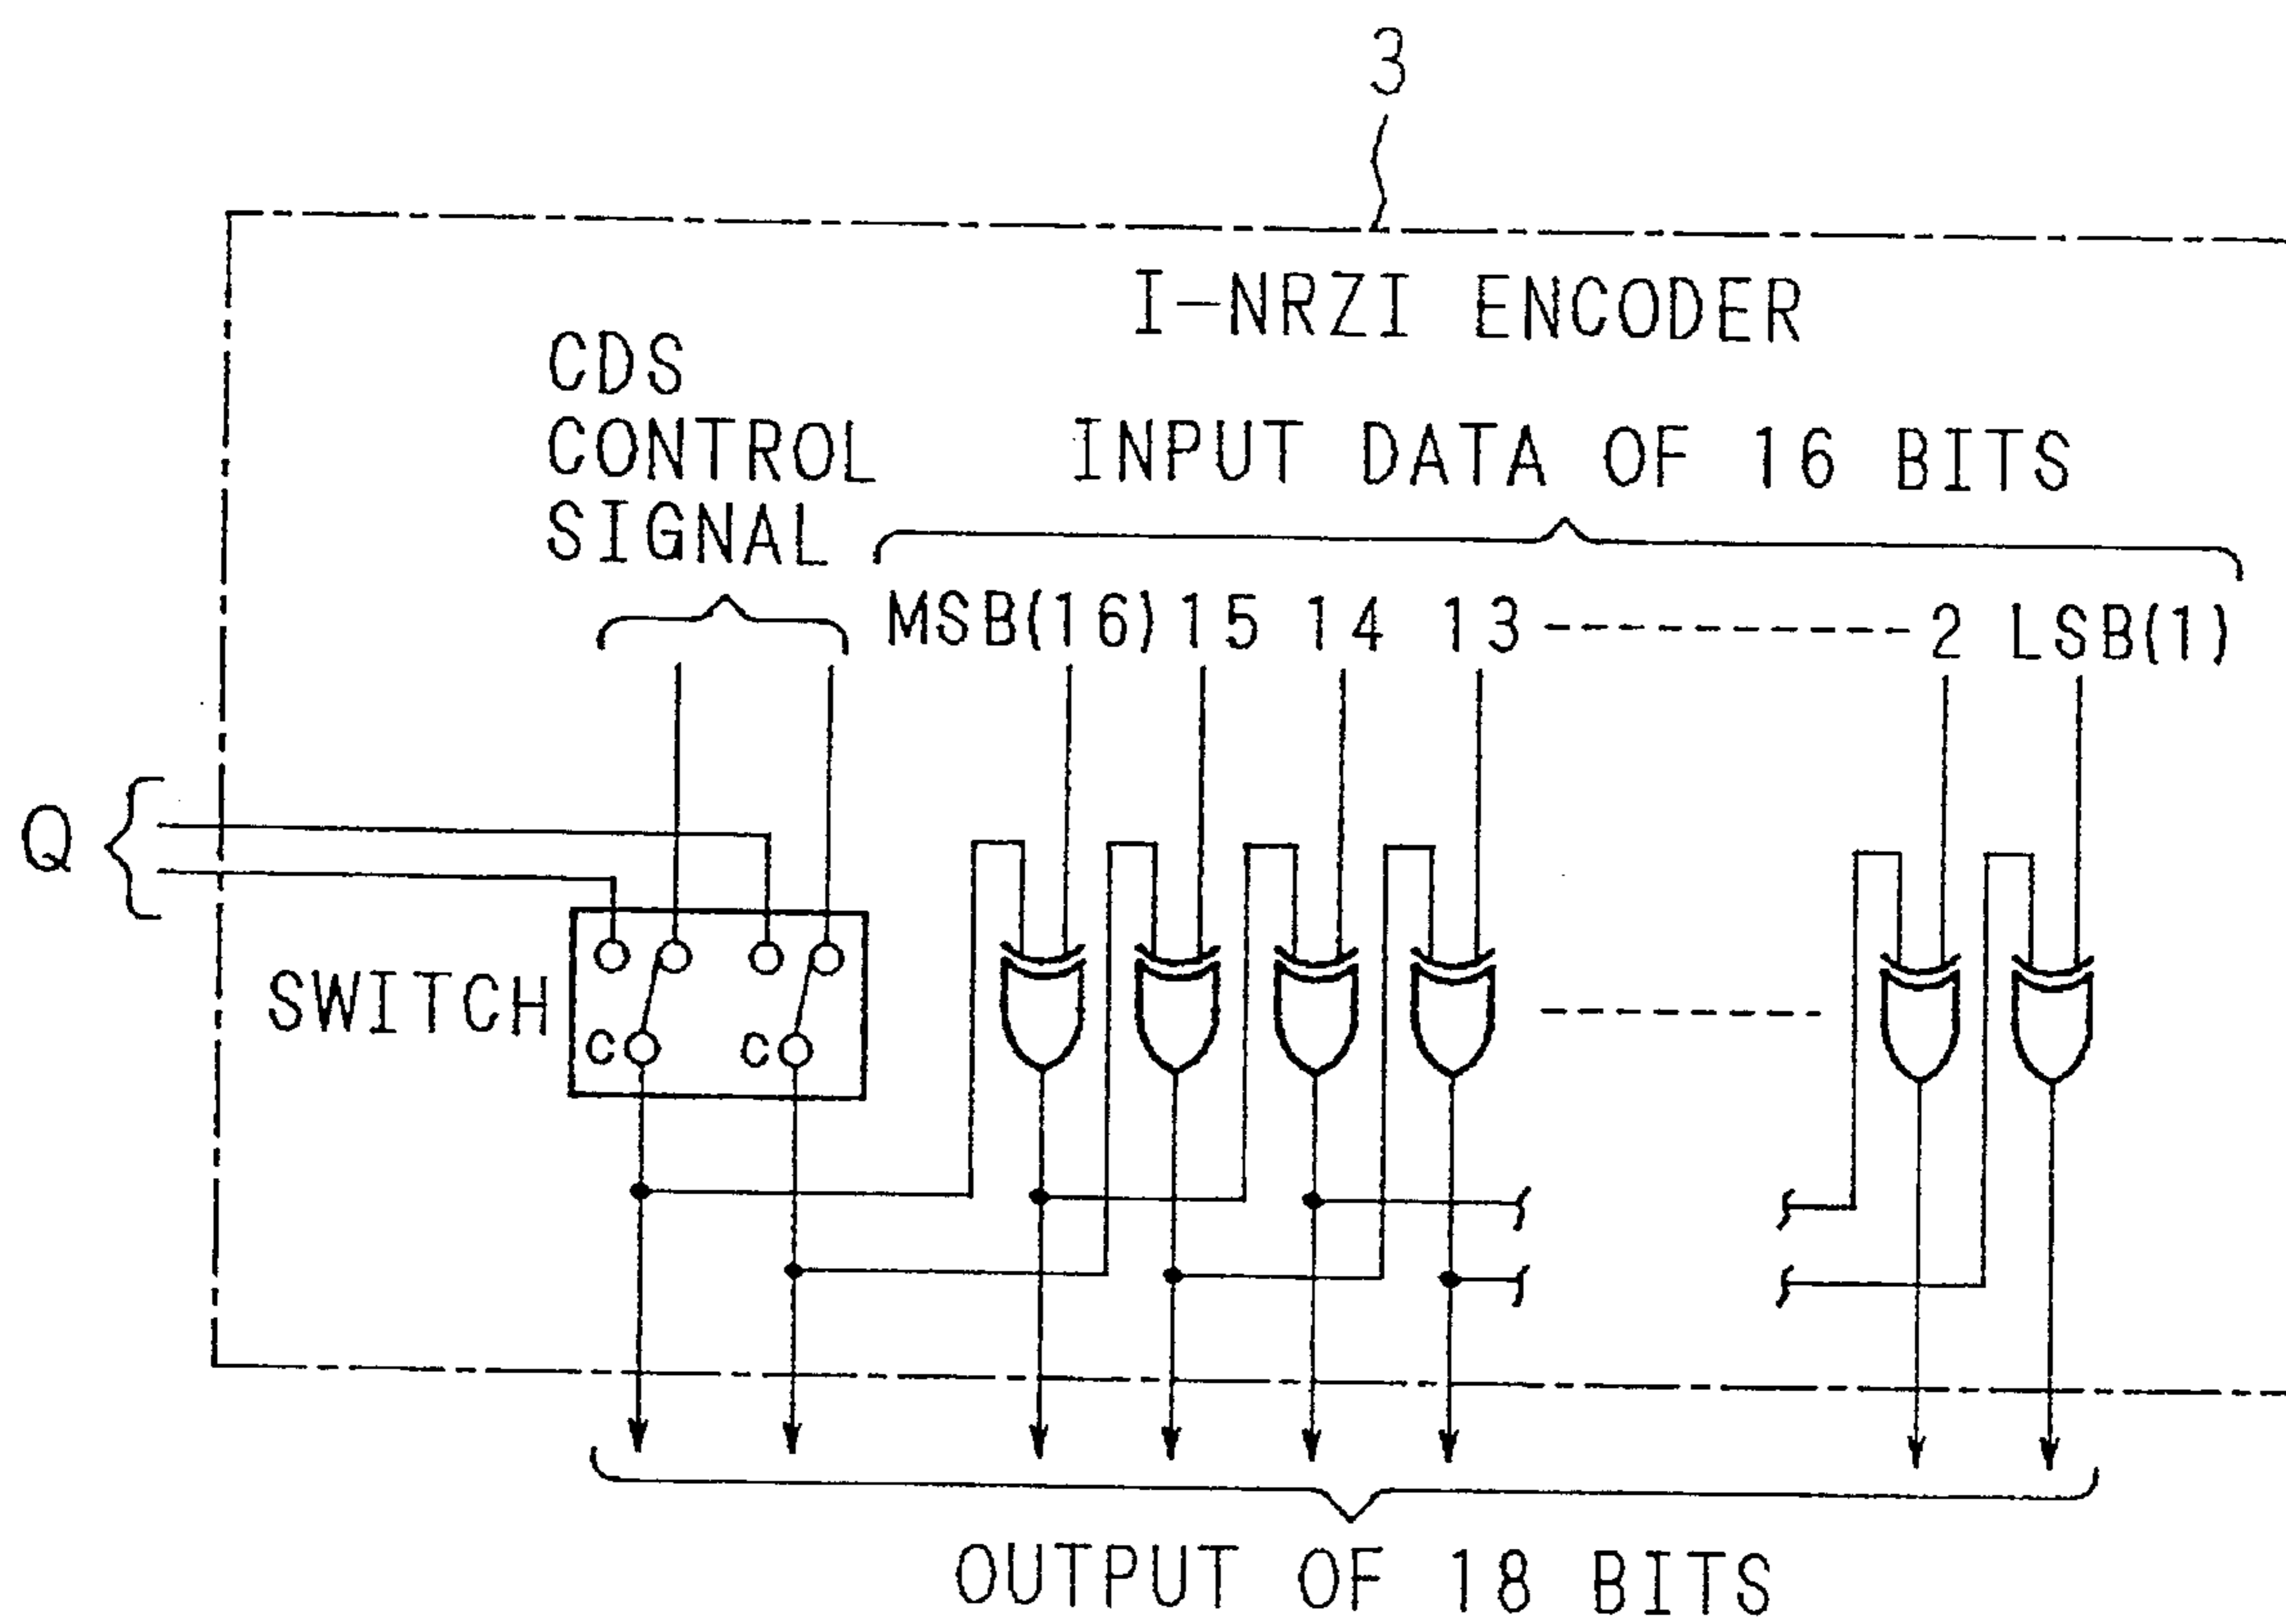 3
I-NRZI ENCODER
CDS
CONTROL
SIGNAL
INPUT DATA OF 16 BITS
MSB(16) 15 14 13 2 LSB(1)
Q
SWITCH
c c
OUTPUT OF 18 BITS